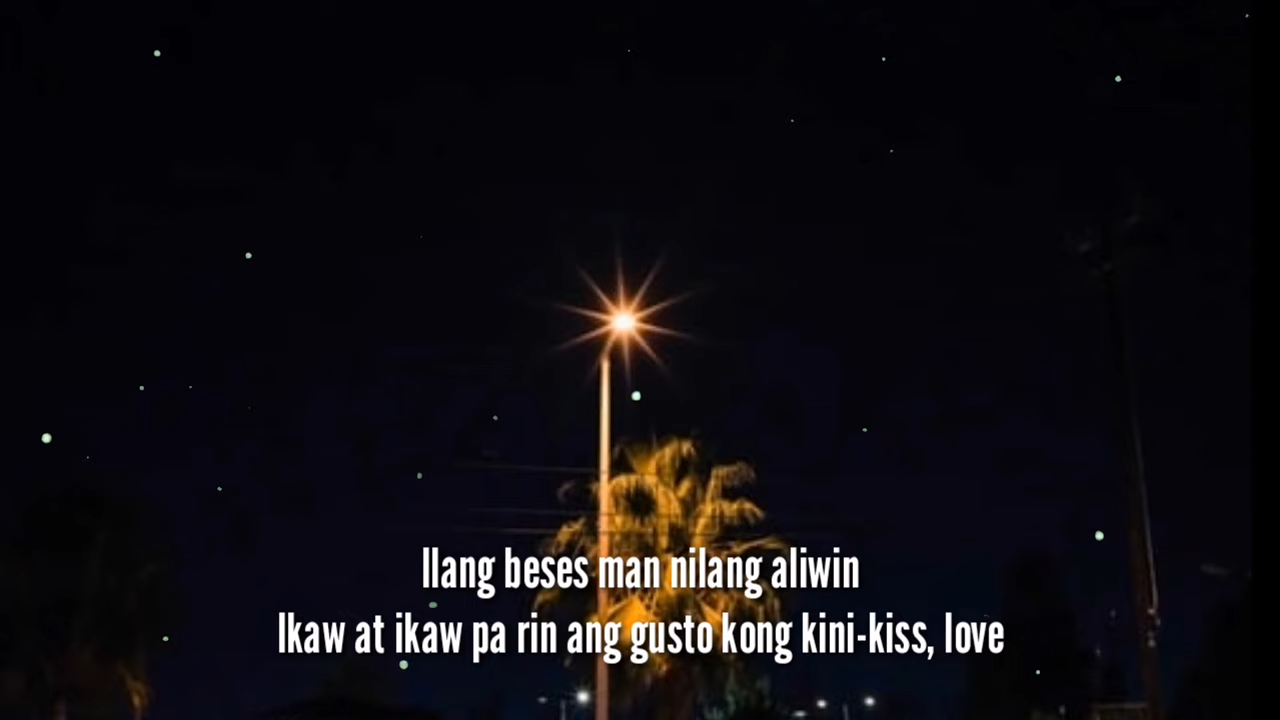 Ilang beses man nilang aliwin
Ikaw at ikaw pa rin ang gusto kong kini-kiss, love